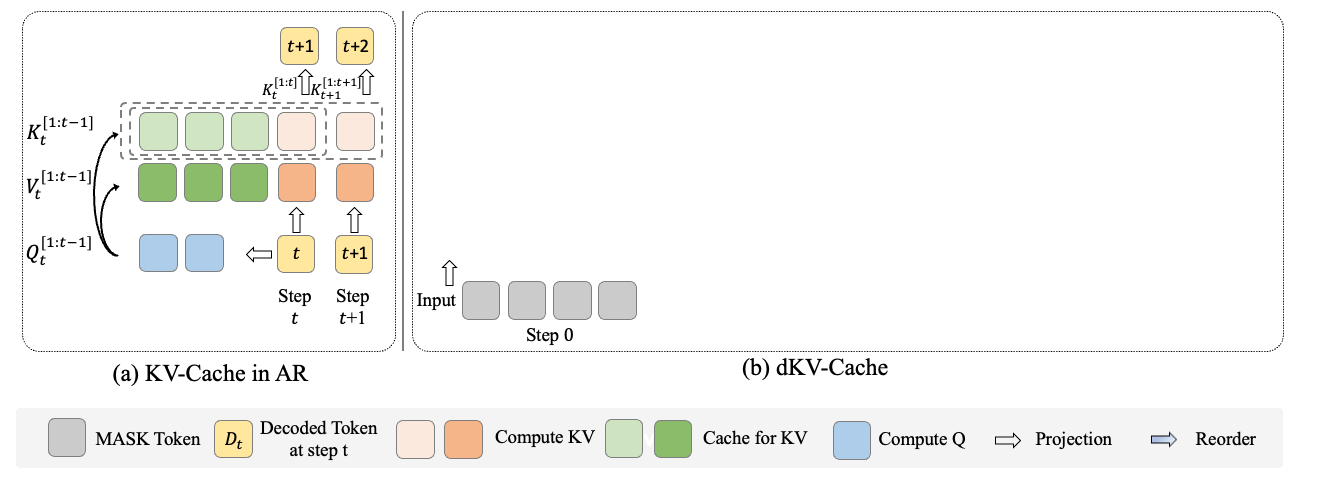 t+1 t+2
K_t^[1:t] K_{t+1}^[1:t+1]
K_t^[1:t−1]
V_t^[1:t−1]
Q_t^[1:t−1]
t t+1
Step t
Step t+1
Input
Step 0
(a) KV-Cache in AR
(b) dKV-Cache
MASK Token
D_t
Decoded Token
at step t
Compute KV
Cache for KV
Compute Q
Projection
Reorder